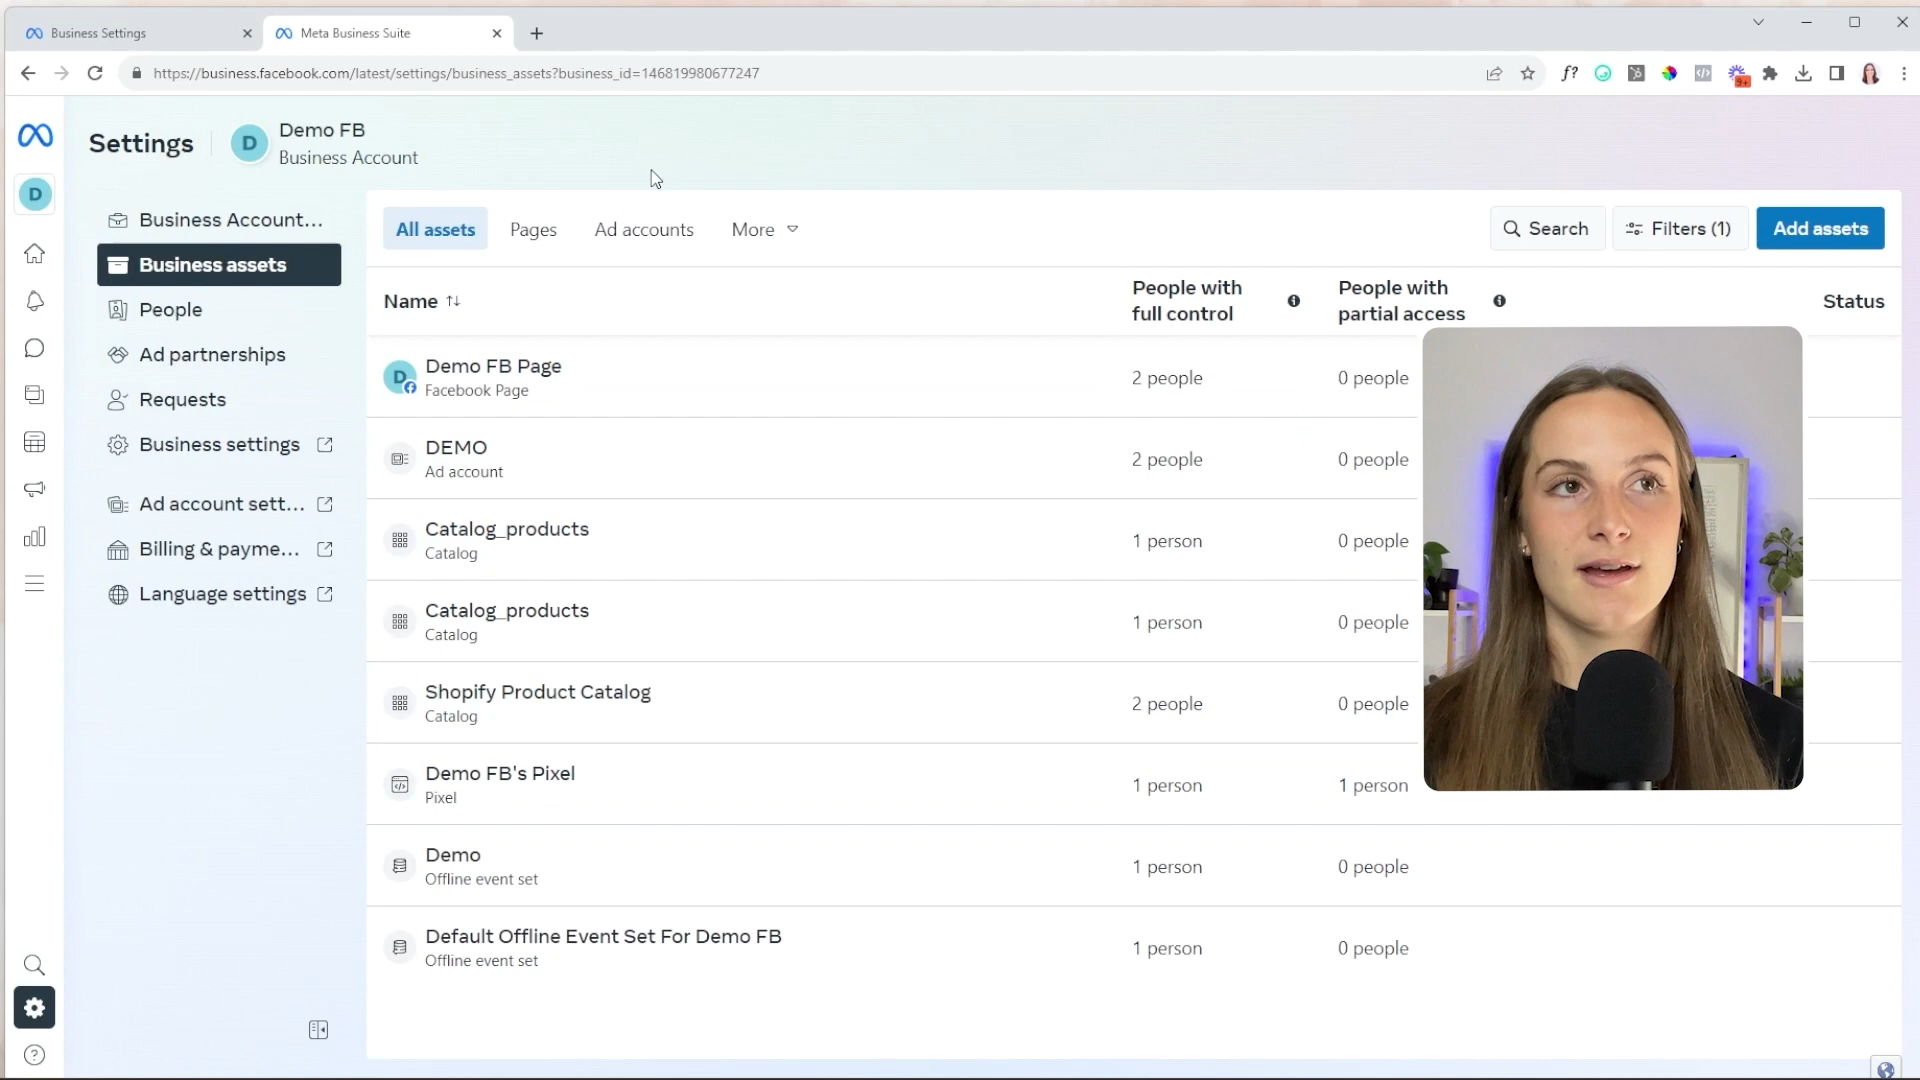 Business Settings
Meta Business Suite
https://business.facebook.com/latest/settings/business_assets?business_id=146819980677247
f?
9+
Settings
D
Demo FB
Business Account
D
Business Account...
Business assets
People
Ad partnerships
Requests
Business settings
Ad account sett...
Billing & payme...
Language settings
All assets
Pages
Ad accounts
More
Search
Filters (1)
Add assets
Name
People with
full control
People with
partial access
Status
D
Demo FB Page
Facebook Page
2 people
0 people
DEMO
Ad account
2 people
0 people
Catalog_products
Catalog
1 person
0 people
Catalog_products
Catalog
1 person
0 people
Shopify Product Catalog
Catalog
2 people
0 people
Demo FB's Pixel
Pixel
1 person
1 person
Demo
Offline event set
1 person
0 people
Default Offline Event Set For Demo FB
Offline event set
1 person
0 people